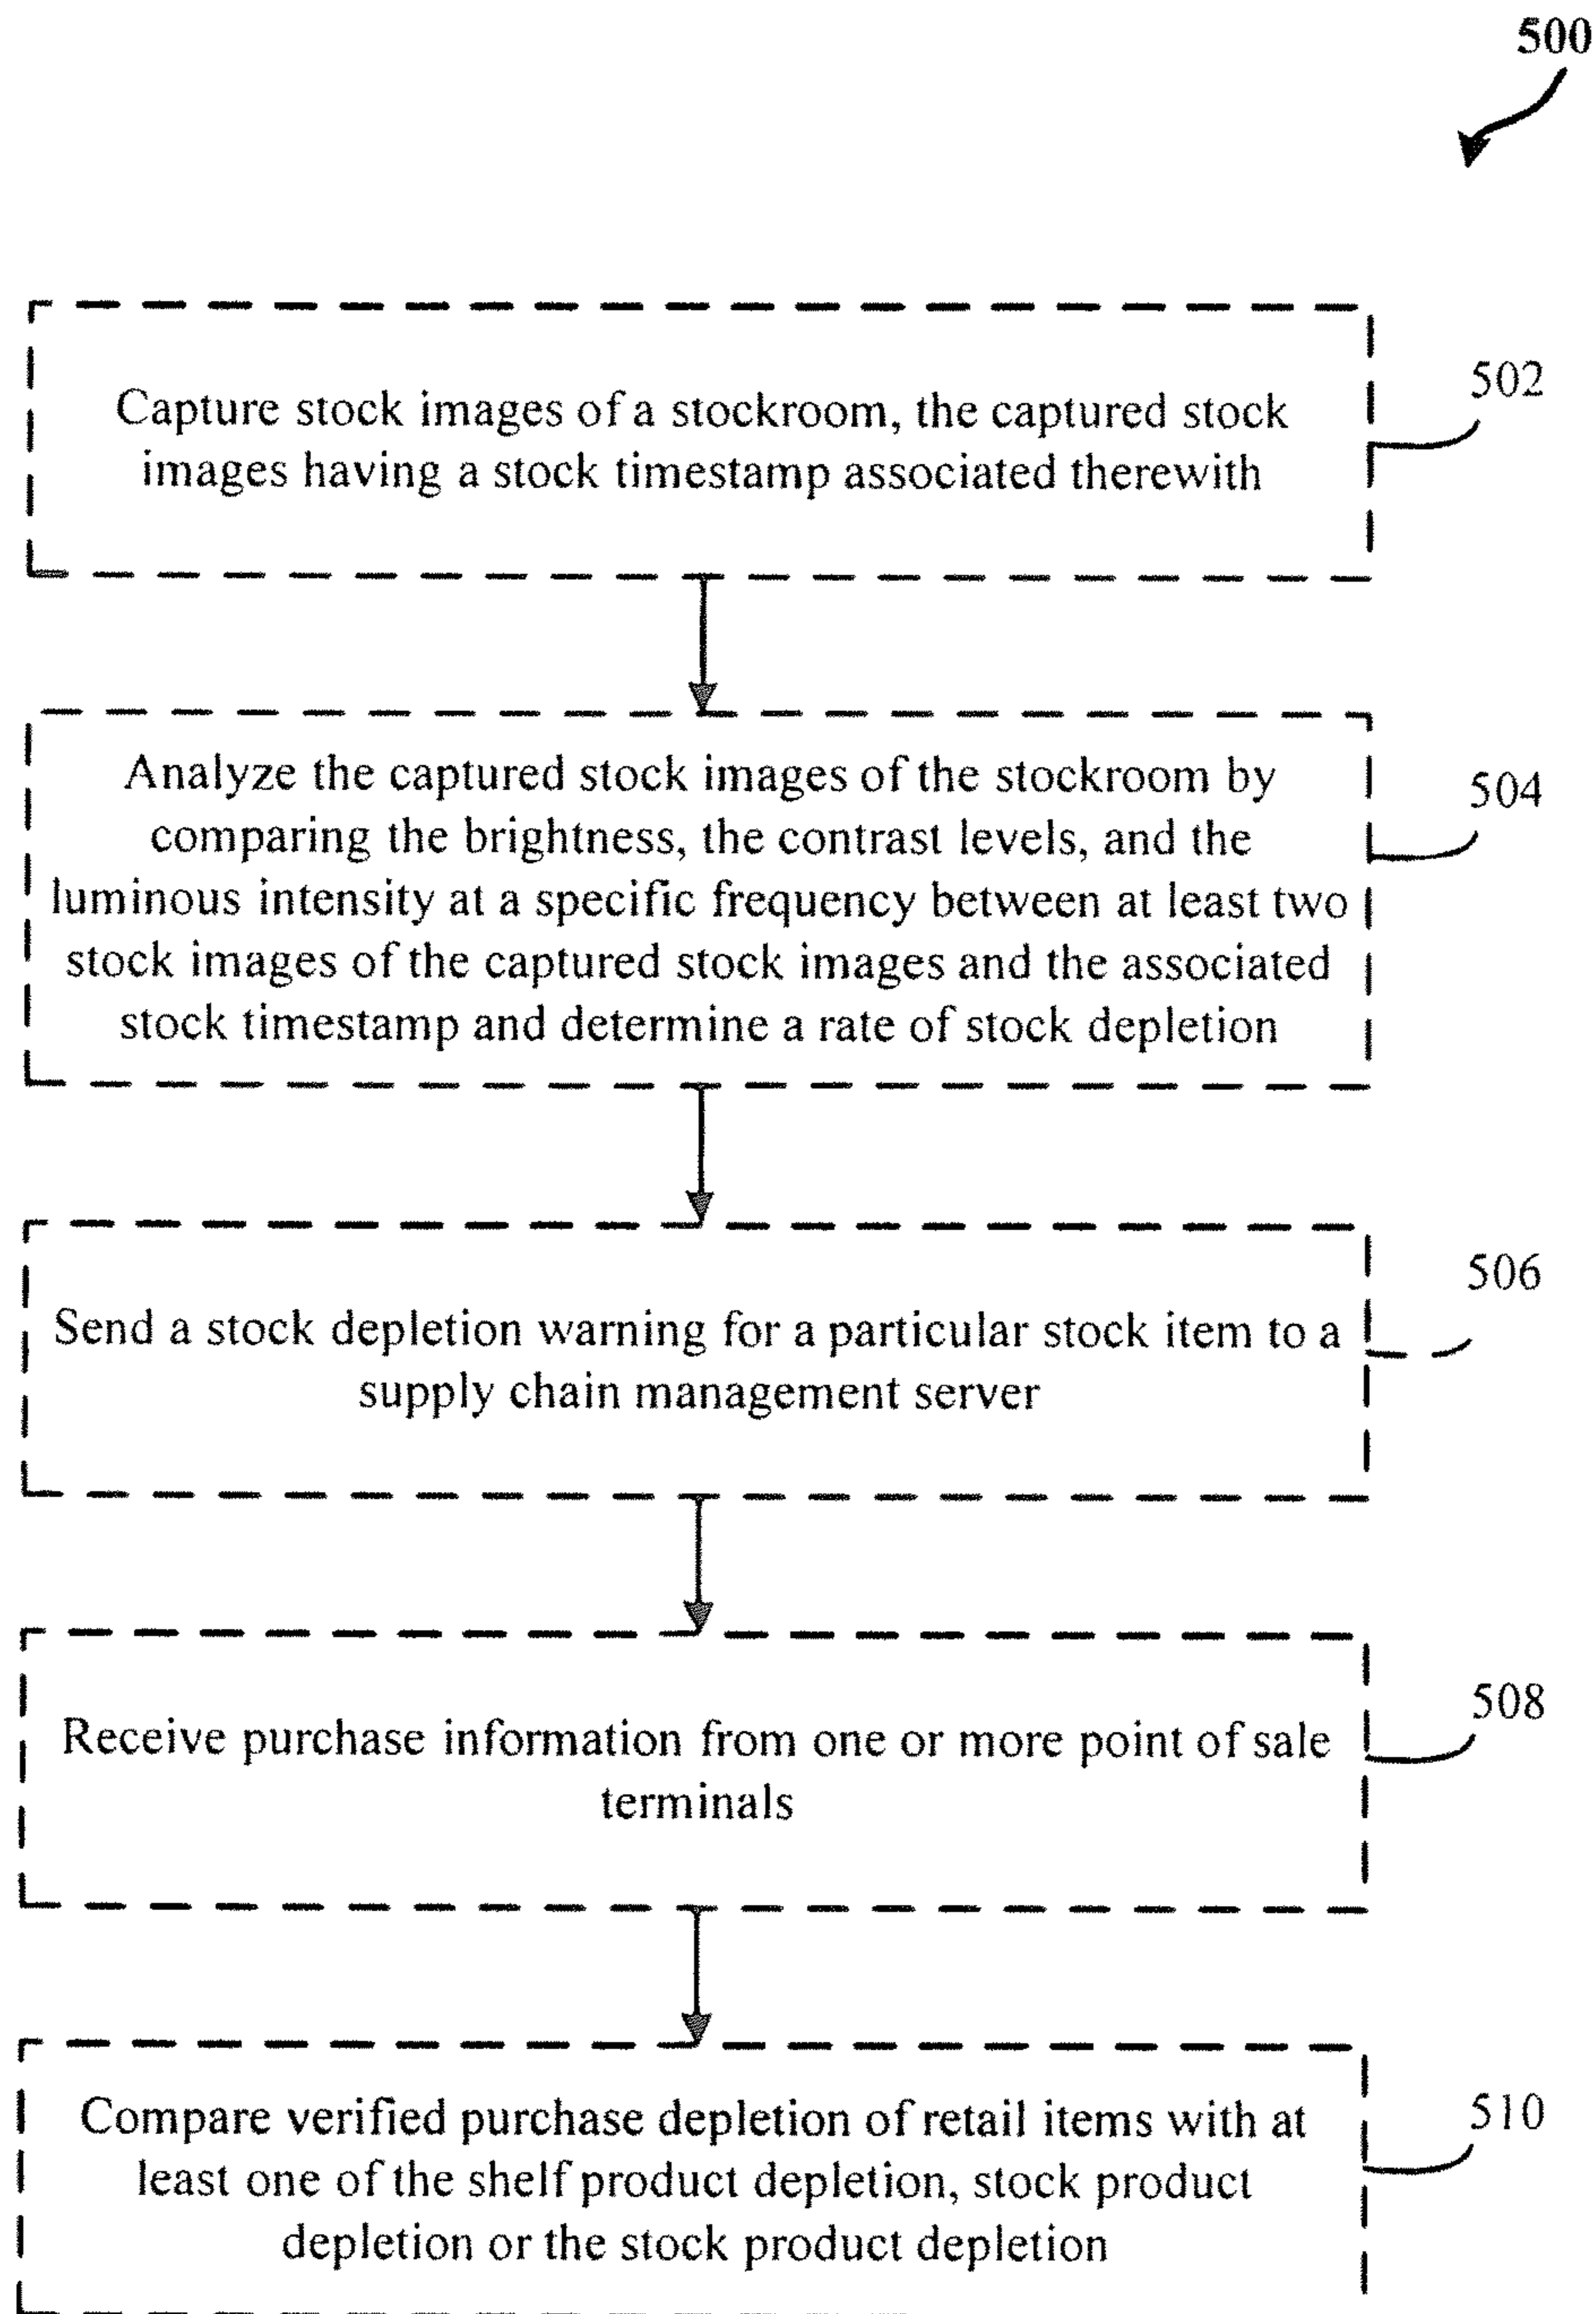 500
Capture stock images of a stockroom, the captured stock
images having a stock timestamp associated therewith
502
Analyze the captured stock images of the stockroom by
comparing the brightness, the contrast levels, and the
luminous intensity at a specific frequency between at least two
stock images of the captured stock images and the associated
stock timestamp and determine a rate of stock depletion
504
Send a stock depletion warning for a particular stock item to a
supply chain management server
506
Receive purchase information from one or more point of sale
terminals
508
Compare verified purchase depletion of retail items with at
least one of the shelf product depletion, stock product
depletion or the stock product depletion
510